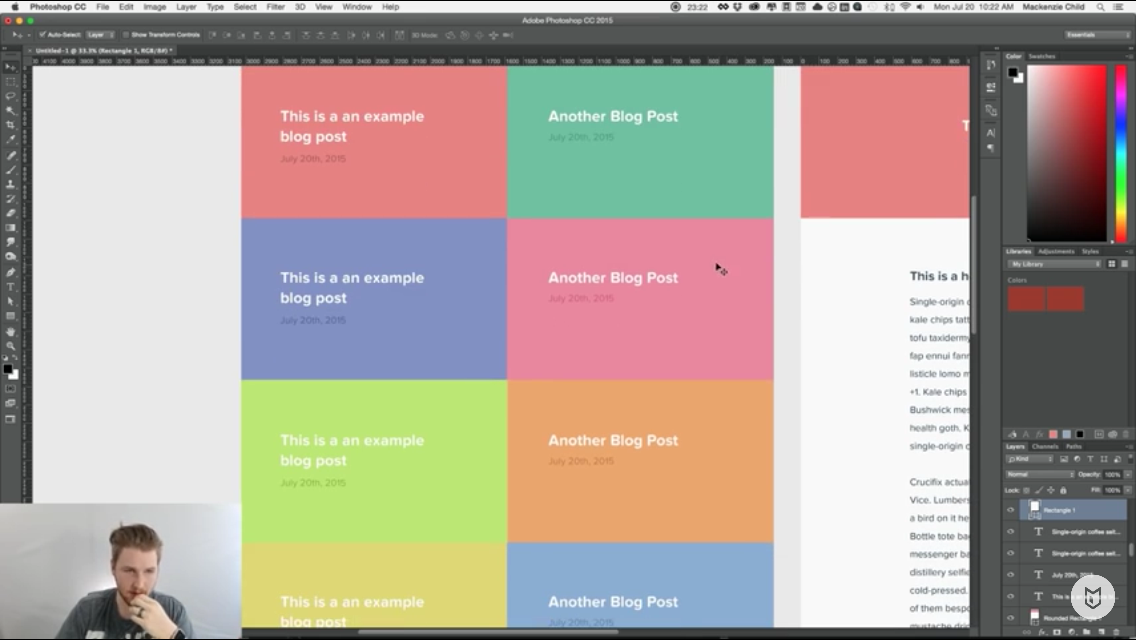 Photoshop CC File Edit Image Layer Type Select Filter 3D View Window Help
23:22
Mon Jul 20 10:22 AM Mackenzie Child
Adobe Photoshop CC 2015
Auto-Select: Layer Show Transform Controls
3D Mode:
Essentials
Untitled-1 @ 33.3% (Rectangle 1, RGB/8#) *
This is a an example
blog post
July 20th, 2015
Another Blog Post
July 20th, 2015
This is a an example
blog post
July 20th, 2015
Another Blog Post
July 20th, 2015
This is a an example
blog post
July 20th, 2015
Another Blog Post
July 20th, 2015
This is a an example
Another Blog Post
July 20th, 2015
T
This is a h
Single-origin c
kale chips tatt
tofu taxidermy
fap ennui fann
listicle lomo m
+1. Kale chips
Bushwick mes
health goth. K
single-origin c
Crucifix actua
Vice. Lumbers
a bird on it he
Bottle tote ba
messenger ba
distillery selfie
cold-pressed.
of them bespo
mustache drin
Color Swatches
Libraries Adjustments Styles
My Library
Colors
Layers Channels Paths
Kind
Normal Opacity: 100%
Lock: Fill: 100%
Rectangle 1
Single-origin coffee sell...
Single-origin coffee sell...
July 20th, 2015
Rounded Rectangle